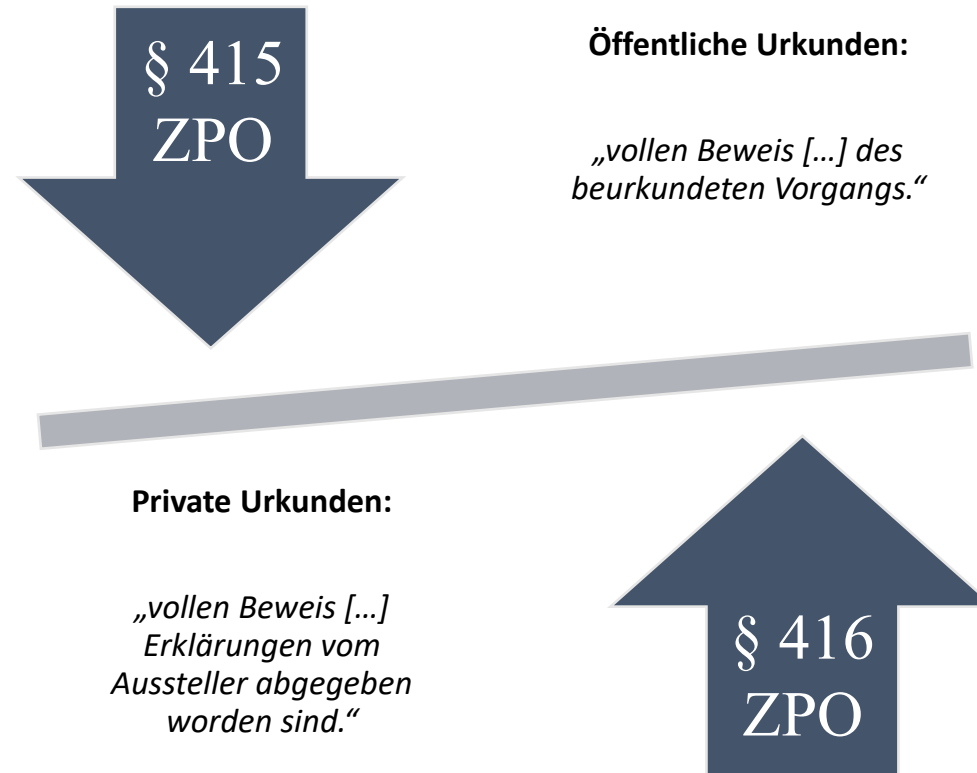 § 415
ZPO
Öffentliche Urkunden:
„vollen Beweis […] des
beurkundeten Vorgangs.“
Private Urkunden:
„vollen Beweis […]
Erklärungen vom
Aussteller abgegeben
worden sind.“
§ 416
ZPO